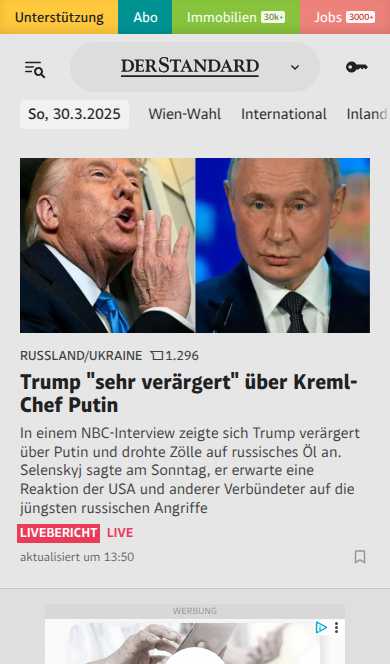 Unterstützung Abo Immobilien 30k+ Jobs 3000+
DERSTANDARD
So, 30.3.2025 Wien-Wahl International Inland
RUSSLAND/UKRAINE 1.296
Trump "sehr verärgert" über Kreml-
Chef Putin
In einem NBC-Interview zeigte sich Trump verärgert
über Putin und drohte Zölle auf russisches Öl an.
Selenskyj sagte am Sonntag, er erwarte eine
Reaktion der USA und anderer Verbündeter auf die
jüngsten russischen Angriffe
LIVEBERICHT LIVE
aktualisiert um 13:50
WERBUNG